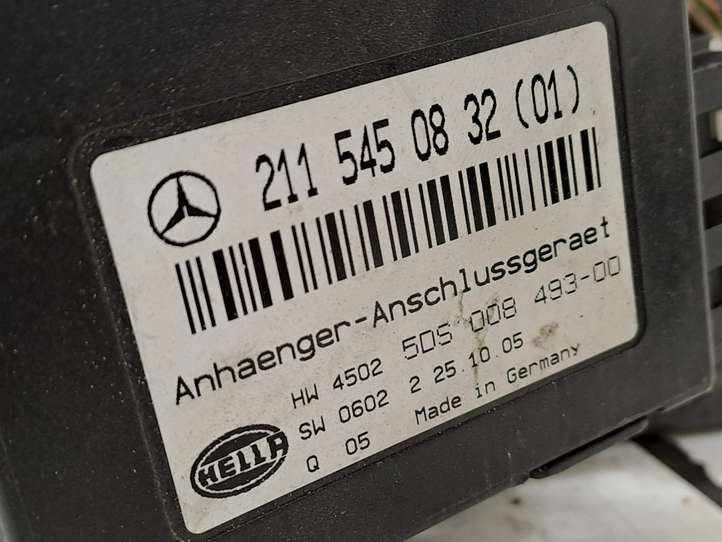 211 545 08 32 (01)
Anhaenger-Anschlussgeraet
HW 4502 5DS 008 493-00
SW 0602 2 25.10.05
Q 05 Made in Germany
HELLA